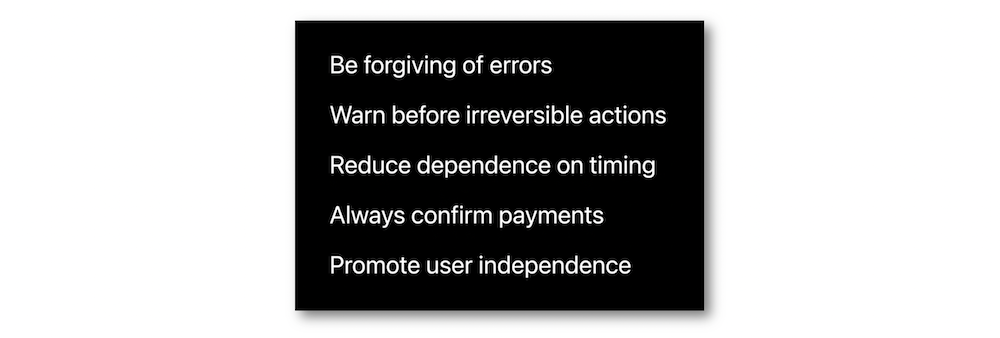 Be forgiving of errors
Warn before irreversible actions
Reduce dependence on timing
Always confirm payments
Promote user independence